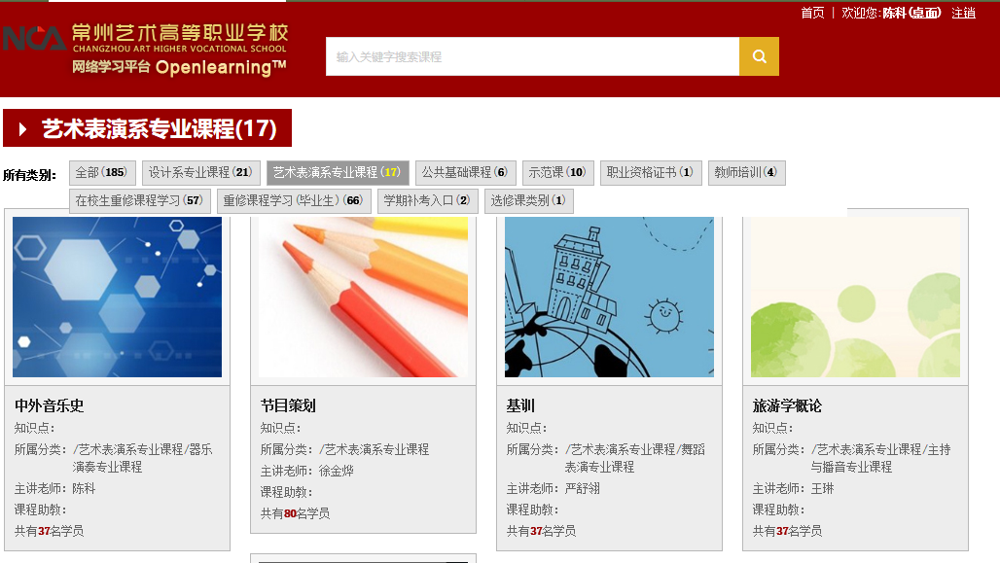 首页 | 欢迎您:陈科(桌面) 注销
NCA 常州艺术高等职业学校
CHANGZHOU ART HIGHER VOCATIONAL SCHOOL
网络学习平台 Openlearning™
输入关键字搜索课程
艺术表演系专业课程(17)
所有类别: 全部(185) 设计系专业课程(21) 艺术表演系专业课程(17) 公共基础课程(6) 示范课(10) 职业资格证书(1) 教师培训(4)
在校生重修课程学习(57) 重修课程学习(毕业生)(66) 学期补考入口(2) 选修课类别(1)
中外音乐史
知识点:
所属分类: /艺术表演系专业课程/器乐
演奏专业课程
主讲老师: 陈科
课程助教:
共有37名学员
节目策划
知识点:
所属分类: /艺术表演系专业课程
主讲老师: 徐金烨
课程助教:
共有80名学员
基训
知识点:
所属分类: /艺术表演系专业课程/舞蹈
表演专业课程
主讲老师: 严舒翎
课程助教:
共有37名学员
旅游学概论
知识点:
所属分类: /艺术表演系专业课程/主持
与播音专业课程
主讲老师: 王琳
课程助教:
共有37名学员